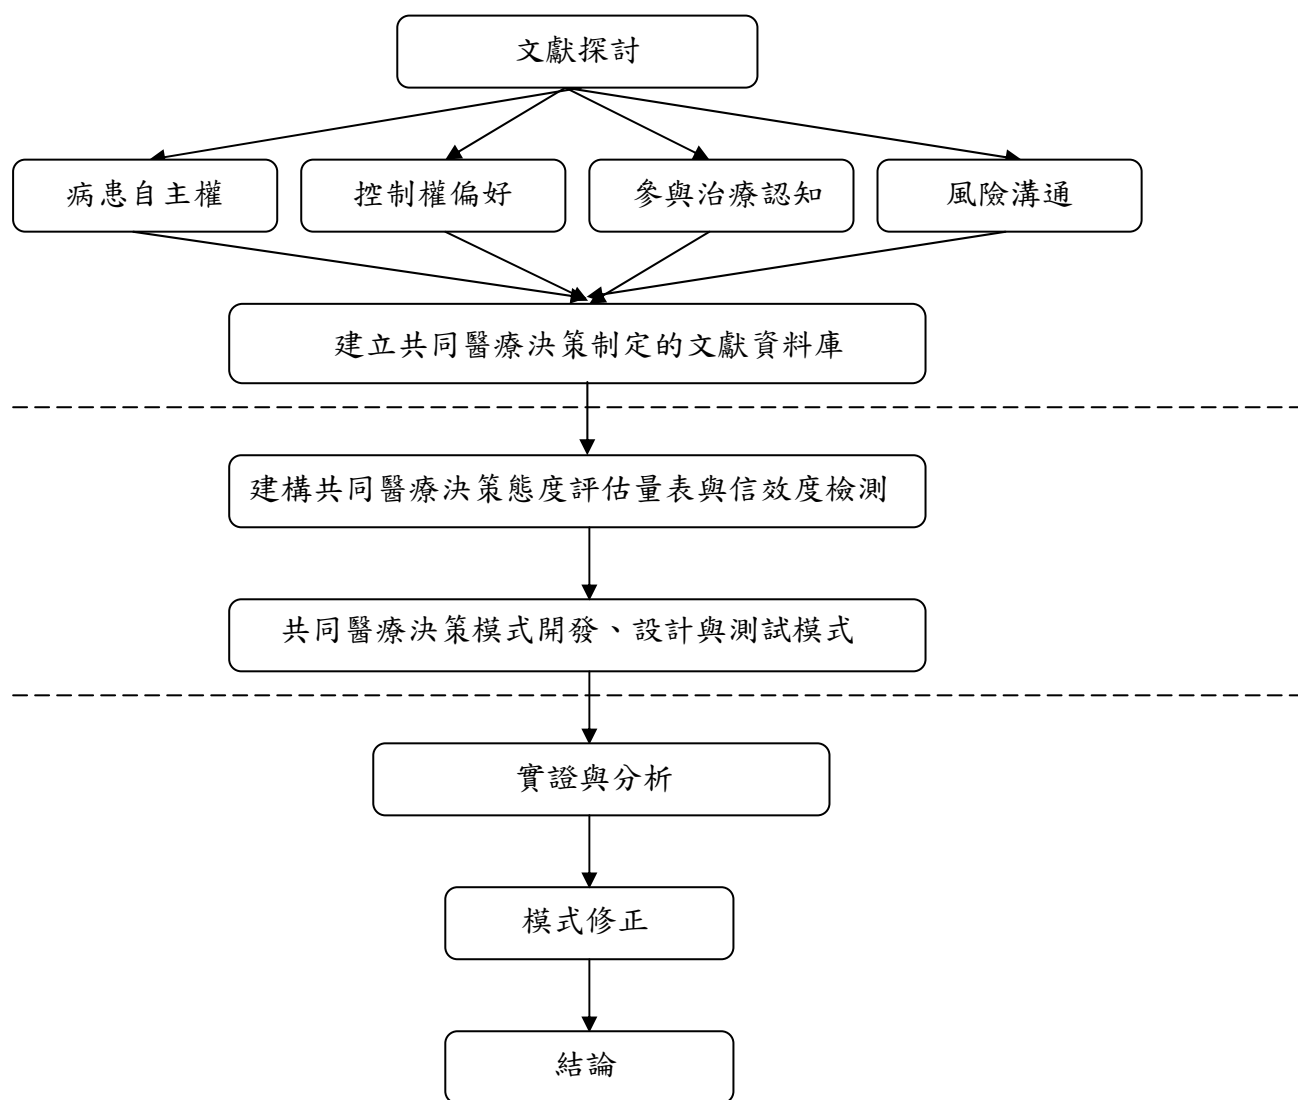 文獻探討
病患自主權
控制權偏好
參與治療認知
風險溝通
建立共同醫療決策制定的文獻資料庫
建構共同醫療決策態度評估量表與信效度檢測
共同醫療決策模式開發、設計與測試模式
實證與分析
模式修正
結論